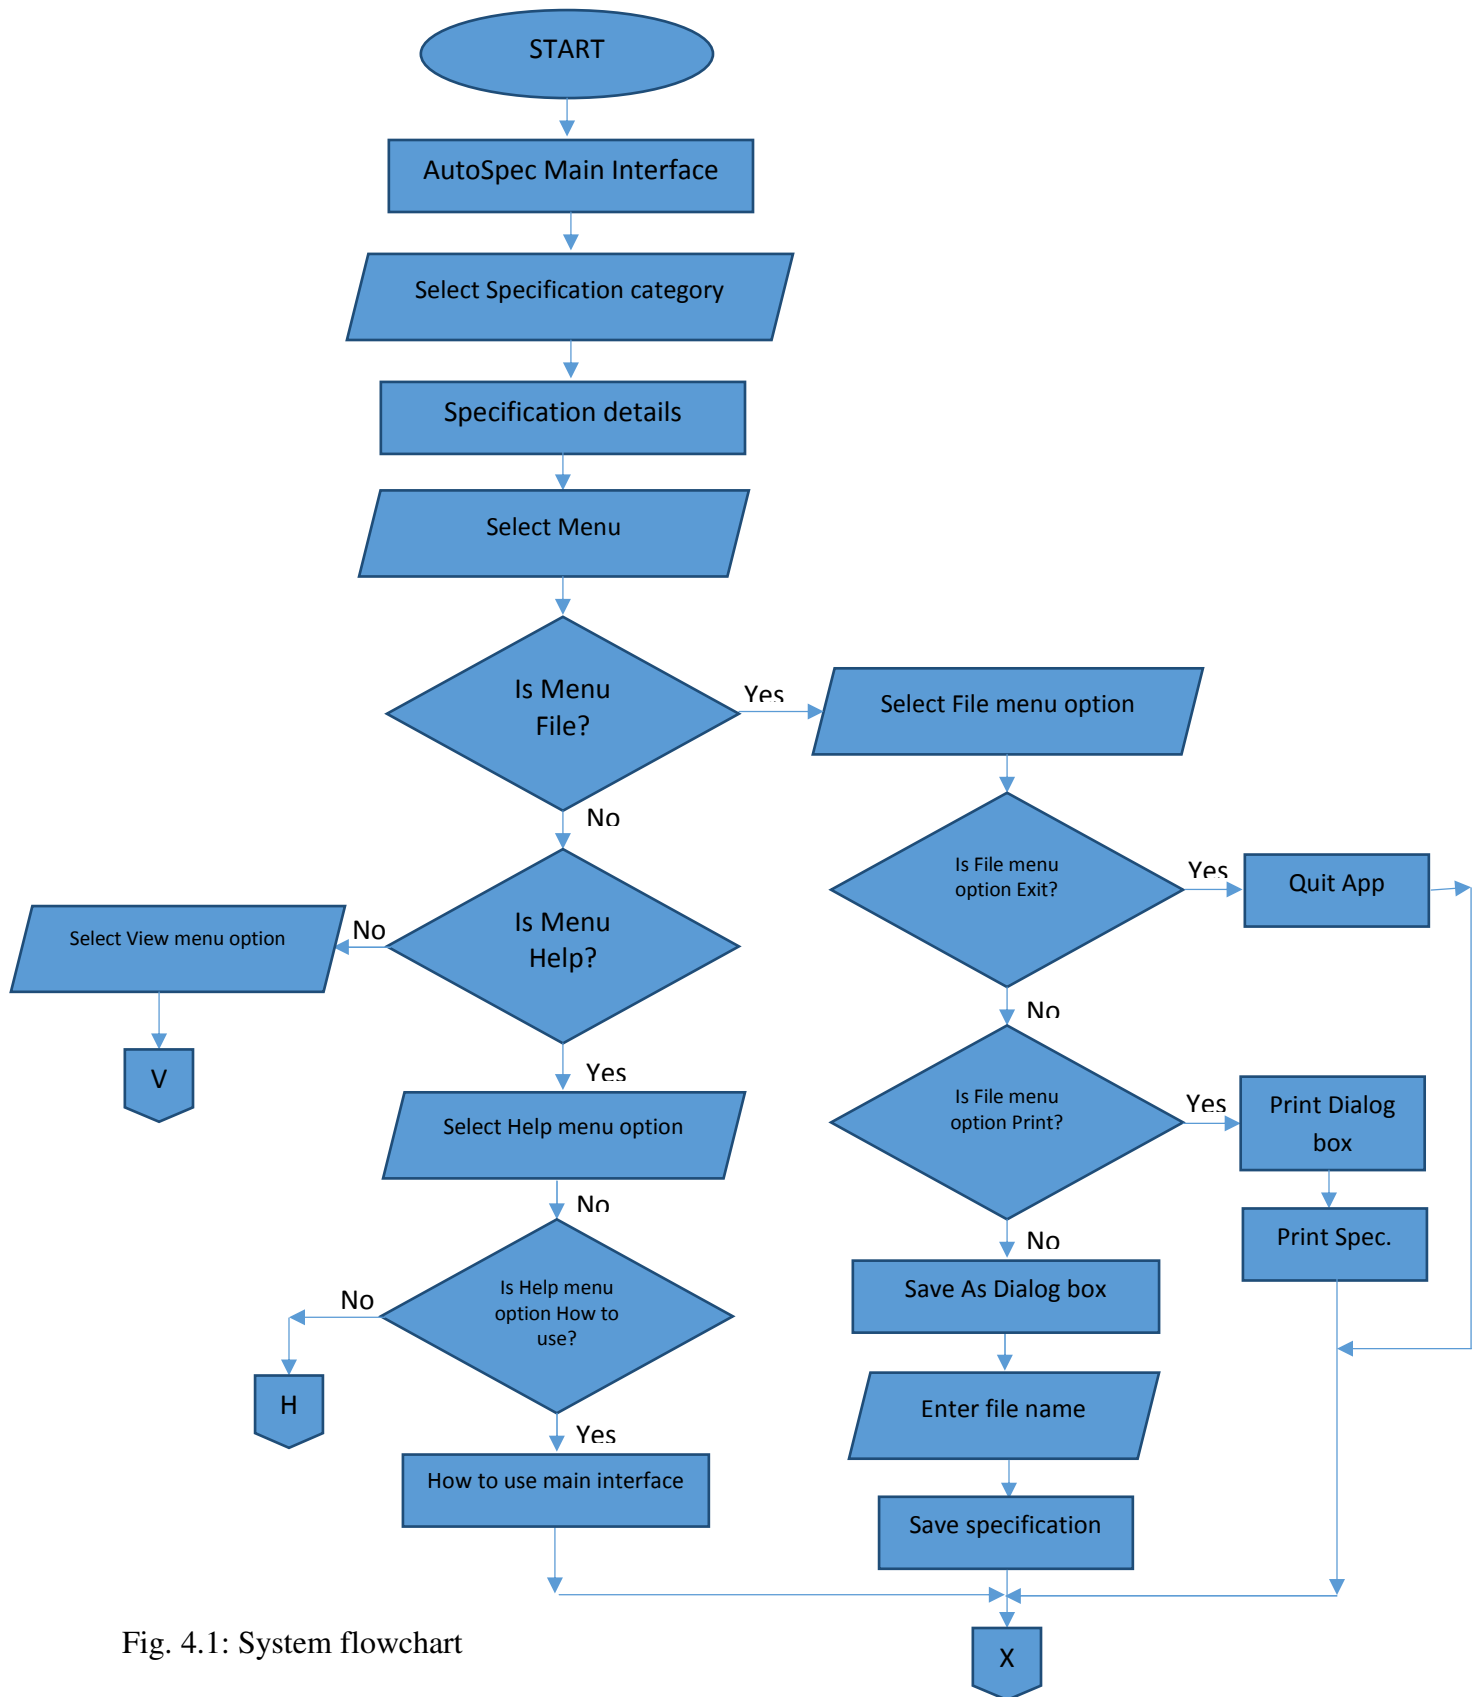 START
AutoSpec Main Interface
Select Specification category
Specification details
Select Menu
Is Menu
File?
Yes
Select File menu option
No
Is File menu
option Exit?
Yes
Quit App
Is Menu
Help?
No
Select View menu option
V
No
Yes
Is File menu
option Print?
Yes
Print Dialog
box
Print Spec.
Select Help menu option
No
Is Help menu
option How to
use?
No
H
Yes
How to use main interface
No
Save As Dialog box
Enter file name
Save specification
X
Fig. 4.1: System flowchart